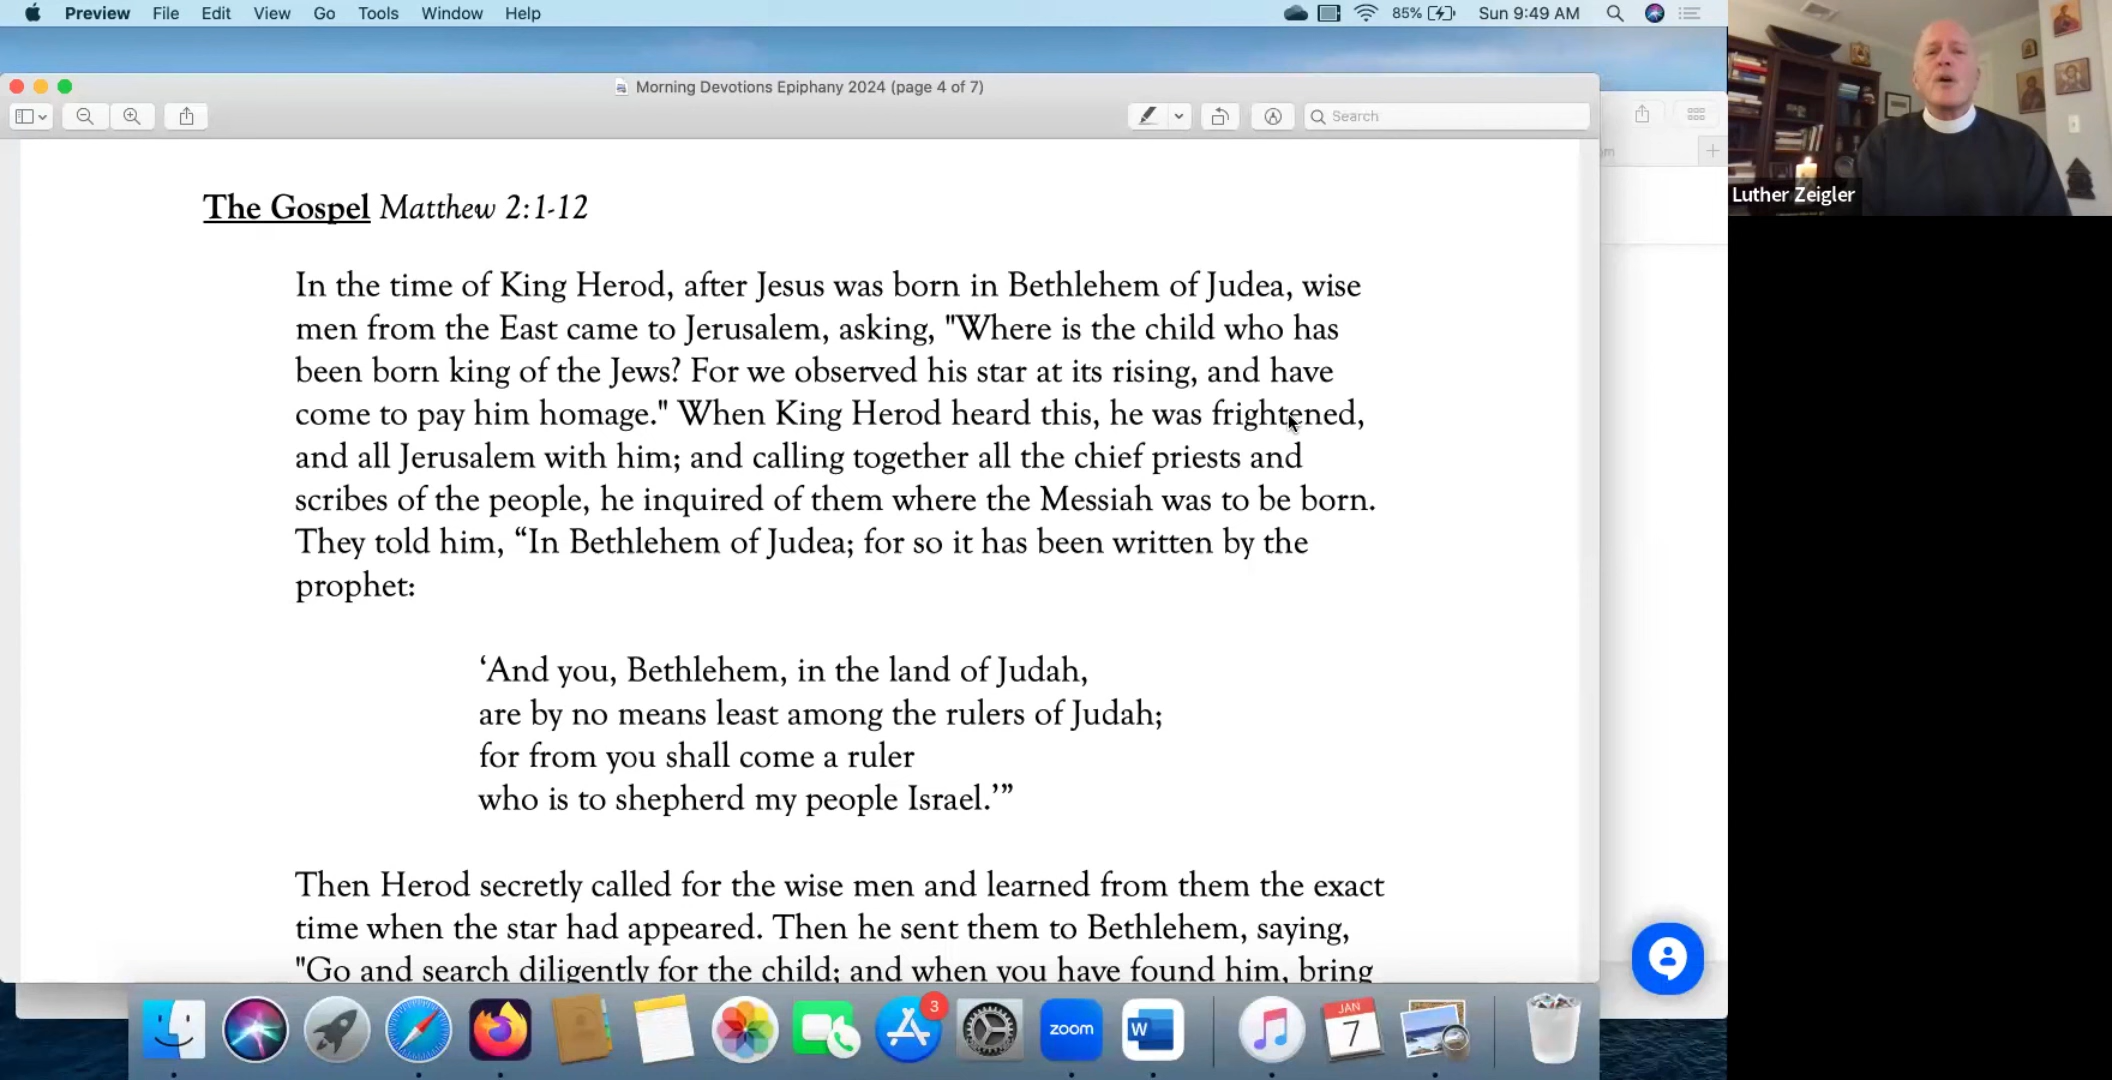 Preview File Edit View Go Tools Window Help 85% Sun 9:49 AM
Morning Devotions Epiphany 2024 (page 4 of 7)
Search
Luther Zeigler
The Gospel Matthew 2:1-12
In the time of King Herod, after Jesus was born in Bethlehem of Judea, wise
men from the East came to Jerusalem, asking, "Where is the child who has
been born king of the Jews? For we observed his star at its rising, and have
come to pay him homage." When King Herod heard this, he was frightened,
and all Jerusalem with him; and calling together all the chief priests and
scribes of the people, he inquired of them where the Messiah was to be born.
They told him, “In Bethlehem of Judea; for so it has been written by the
prophet:
‘And you, Bethlehem, in the land of Judah,
are by no means least among the rulers of Judah;
for from you shall come a ruler
who is to shepherd my people Israel.’”
Then Herod secretly called for the wise men and learned from them the exact
time when the star had appeared. Then he sent them to Bethlehem, saying,
"Go and search diligently for the child; and when you have found him, bring
3
zoom
W
JAN
7